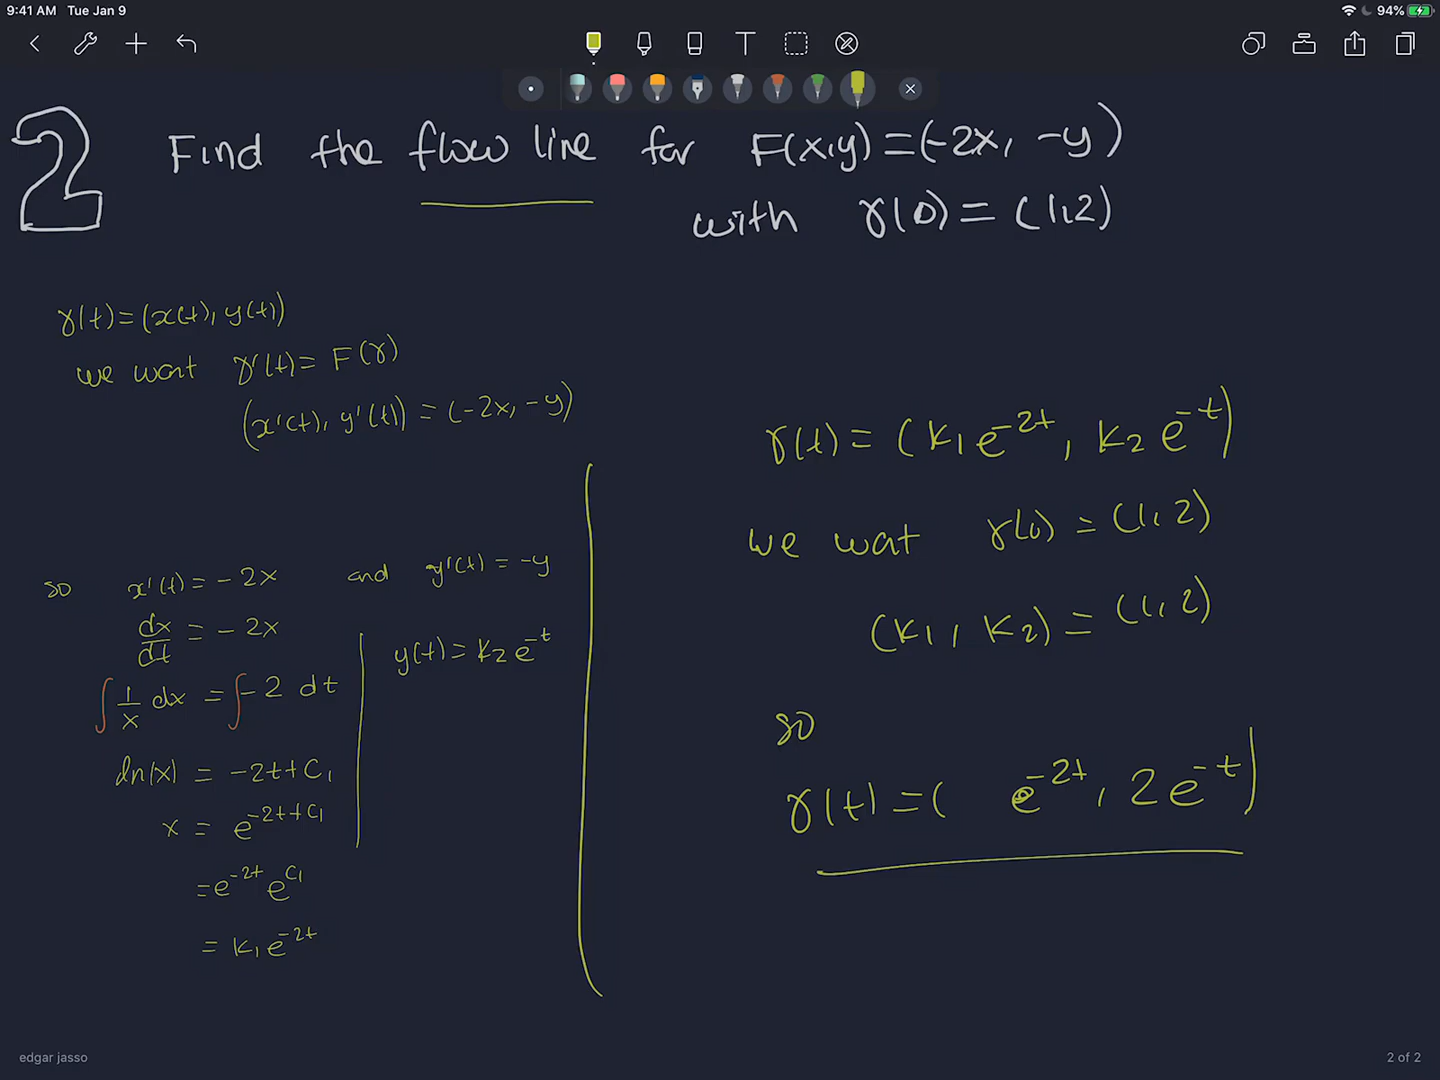 9:41 AM Tue Jan 9
94%
T
2 Find the flow line for F(x,y)=(-2x, -y)
with γ(0)=(1,2)
γ(t)=(x(t), y(t))
we want γ'(t)= F(γ)
(x'(t), y'(t))=(-2x, -y)
so x'(t)=-2x and y'(t)=-y
dx/dt = -2x
y(t)=k₂e^-t
∫ 1/x dx = ∫-2 dt
ln(x) = -2t+C₁
x = e^-2t+C₁
=e^-2t e^C₁
= k₁e^-2t
γ(t)=(k₁e^-2t, k₂e^-t)
we wat γ(0) = (1,2)
(k₁, k₂)=(1,2)
so
γ(t)=( e^-2t, 2e^-t)
edgar jasso
2 of 2